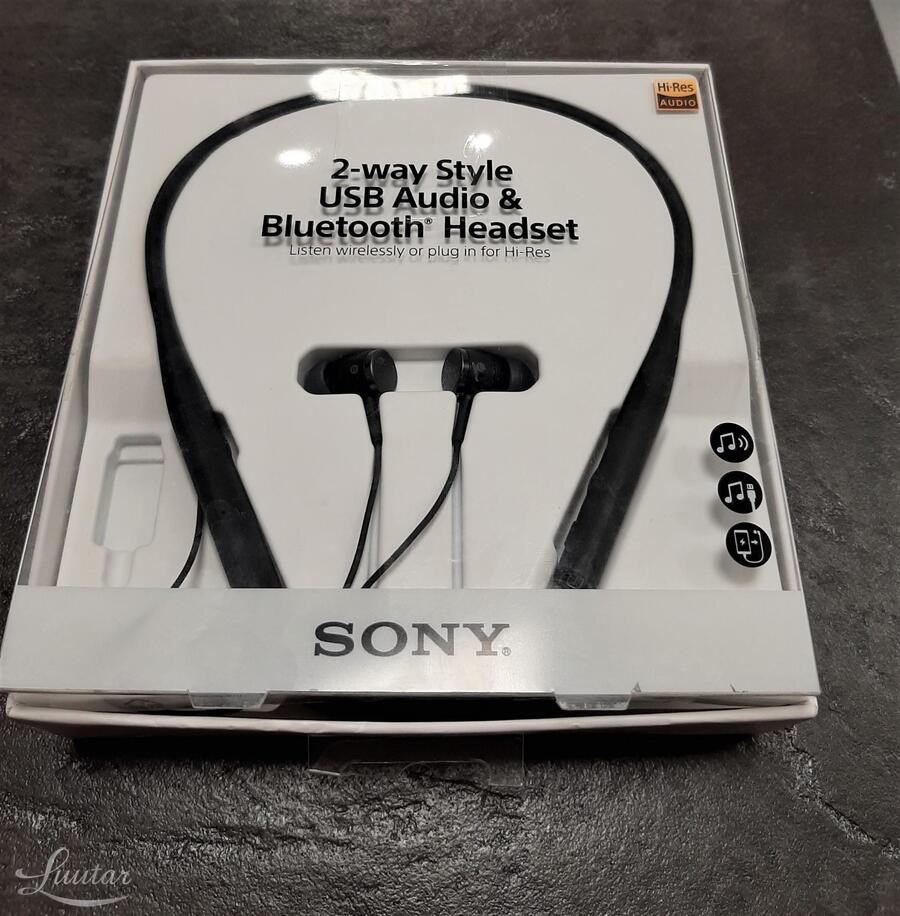 Hi-Res
AUDIO
2-way Style
USB Audio &
Bluetooth® Headset
Listen wirelessly or plug in for Hi-Res
SONY®
Luutar